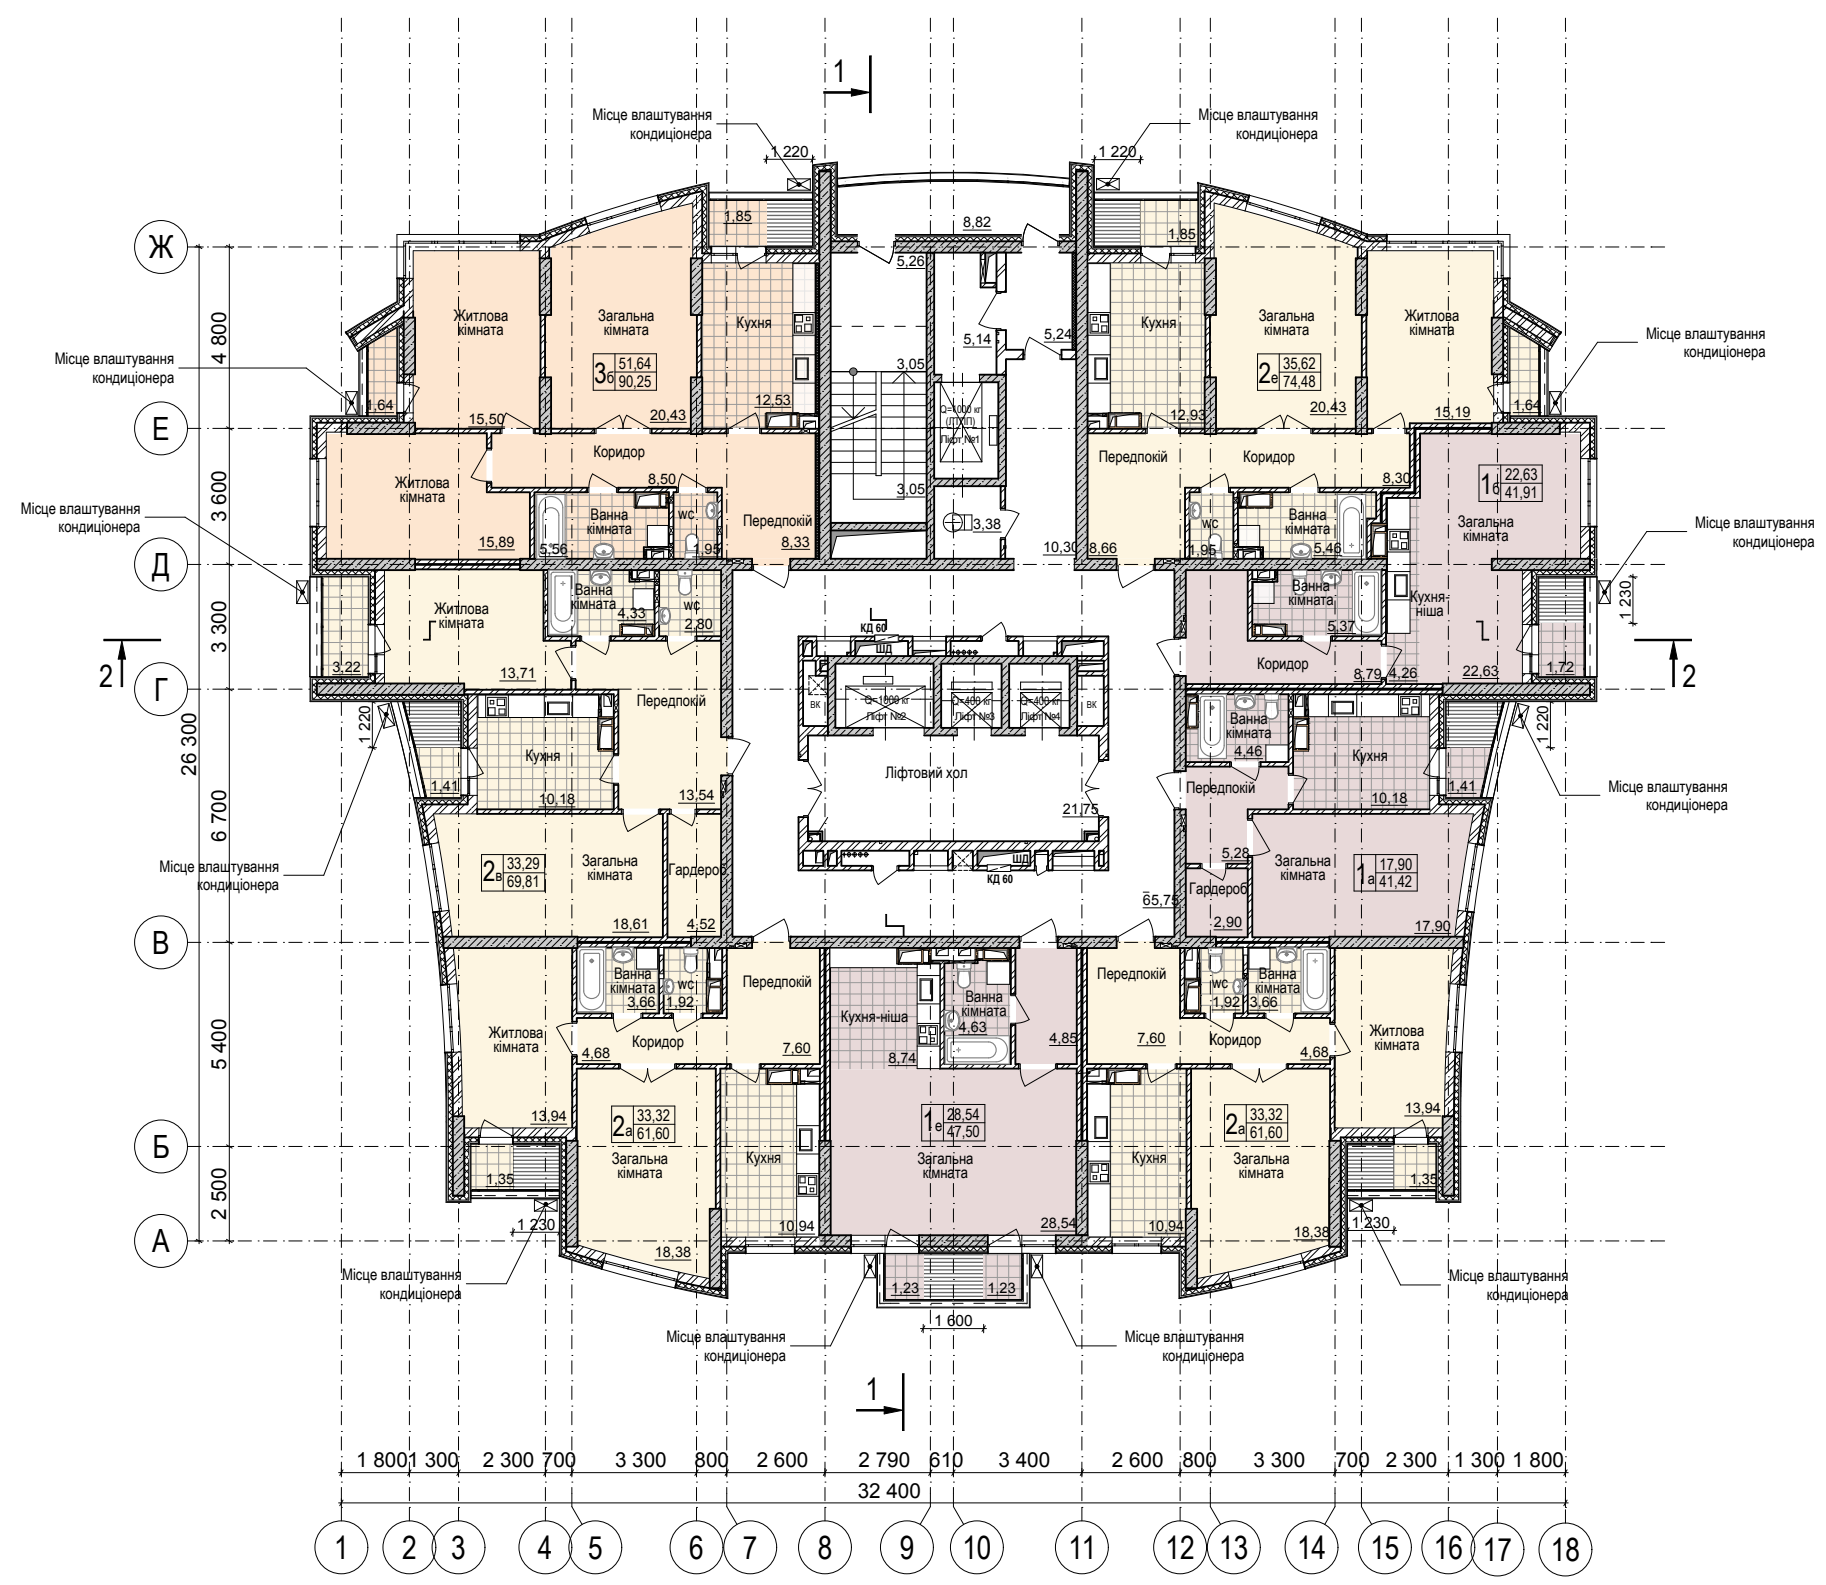 1
Місце влаштування
кондиціонера
Місце влаштування
кондиціонера
1 220
1 220
1,85
8,82
1,85
Ж
5,26
Житлова
кімната
Загальна
кімната
Кухня
5,14
5,24
Кухня
Загальна
кімната
Житлова
кімната
4 800
Місце влаштування
кондиціонера
Місце влаштування
кондиціонера
3б
51,64
90,25
3,05
2е
35,62
74,48
1,64
15,50
20,43
12,53
Q=1000 кг
(ЛТПП)
Ліфт №1
12,93
20,43
15,19
1,64
Е
Коридор
8,50
Передпокій
Коридор
8,30
Житлова
кімната
3,05
1б
22,63
41,91
3 600
Місце влаштування
кондиціонера
Ванна
кімната
wc
Передпокій
3,38
wc
Ванна
кімната
Загальна
кімната
Місце влаштування
кондиціонера
15,89
5,56
1,95
8,33
10,30
8,66
1,95
5,46
Д
Житлова
кімната
Ванна
кімната
4,33
wc
2,80
Ванна
кімната
5,37
Кухня-
ніша
1 230
3 300
КД 60
ШД
2
3,22
13,71
Коридор
8,79
4,26
22,63
1,72
2
Г
Передпокій
ВК
Q=1000 кг
Ліфт №2
Q=400 кг
Ліфт №3
Q=400 кг
Ліфт №4
ВК
1 220
Кухня
Ванна
кімната
4,46
Кухня
1 220
26 300
Ліфтовий хол
1,41
10,18
13,54
21,75
Передпокій
10,18
1,41
Місце влаштування
кондиціонера
6 700
Місце влаштування
кондиціонера
2в
33,29
69,81
Загальна
кімната
Гардероб
ШД
КД 60
5,28
Гардероб
Загальна
кімната
1а
17,90
41,42
18,61
4,52
65,75
2,90
17,90
В
Ванна
кімната
3,66
wc
1,92
Передпокій
Кухня-ніша
Ванна
кімната
4,63
Передпокій
wc
1,92
Ванна
кімната
3,66
5 400
Житлова
кімната
4,68
Коридор
7,60
8,74
4,85
7,60
Коридор
4,68
Житлова
кімната
13,94
2а
33,32
61,60
1е
28,54
47,50
2а
33,32
61,60
13,94
Б
1,35
Загальна
кімната
Кухня
Загальна
кімната
Кухня
Загальна
кімната
1,35
2 500
1 230
18,38
10,94
28,54
10,94
18,38
1 230
А
Місце влаштування
кондиціонера
1,23
1,23
Місце влаштування
кондиціонера
1 600
Місце влаштування
кондиціонера
Місце влаштування
кондиціонера
1
1 800
1 300
2 300
700
3 300
800
2 600
2 790
610
3 400
2 600
800
3 300
700
2 300
1 300
1 800
32 400
1
2
3
4
5
6
7
8
9
10
11
12
13
14
15
16
17
18